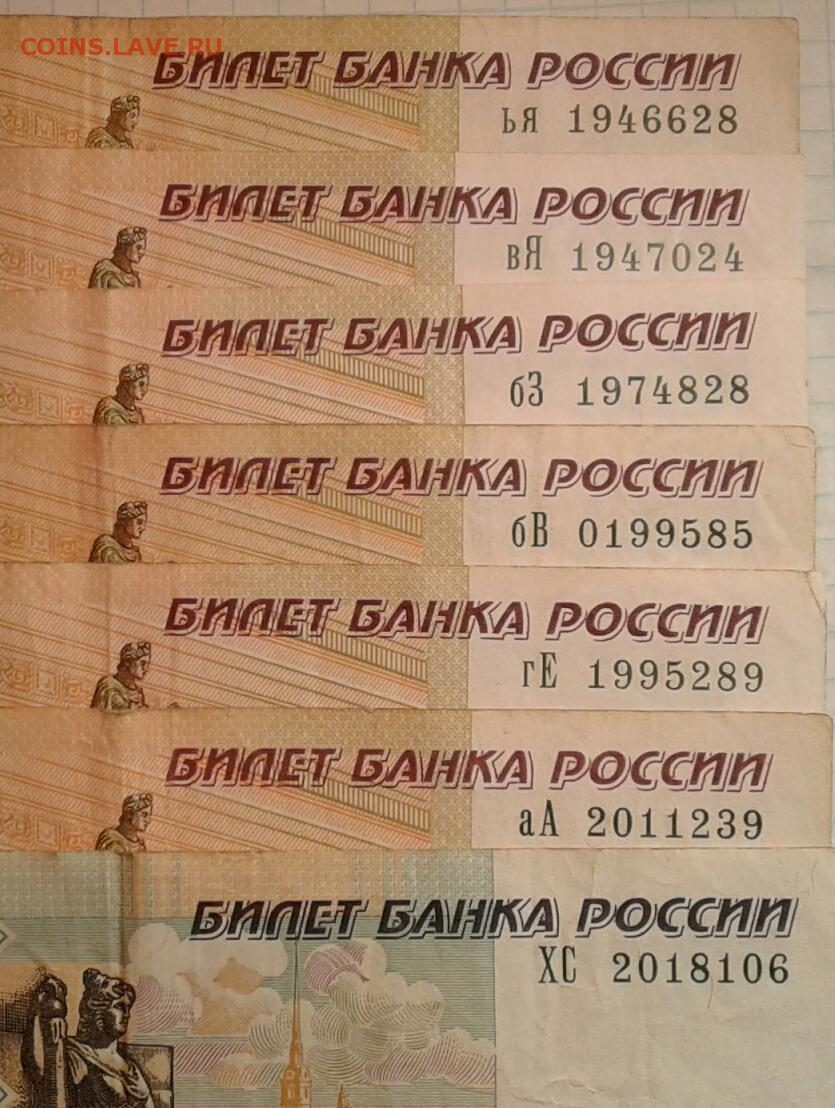 COINS.LAVE.RU
БИЛЕТ БАНКА РОССИИ
ья 1946628
БИЛЕТ БАНКА РОССИИ
вЯ 1947024
БИЛЕТ БАНКА РОССИИ
бЗ 1974828
БИЛЕТ БАНКА РОССИИ
бВ 0199585
БИЛЕТ БАНКА РОССИИ
гЕ 1995289
БИЛЕТ БАНКА РОССИИ
аА 2011239
БИЛЕТ БАНКА РОССИИ
ХС 2018106